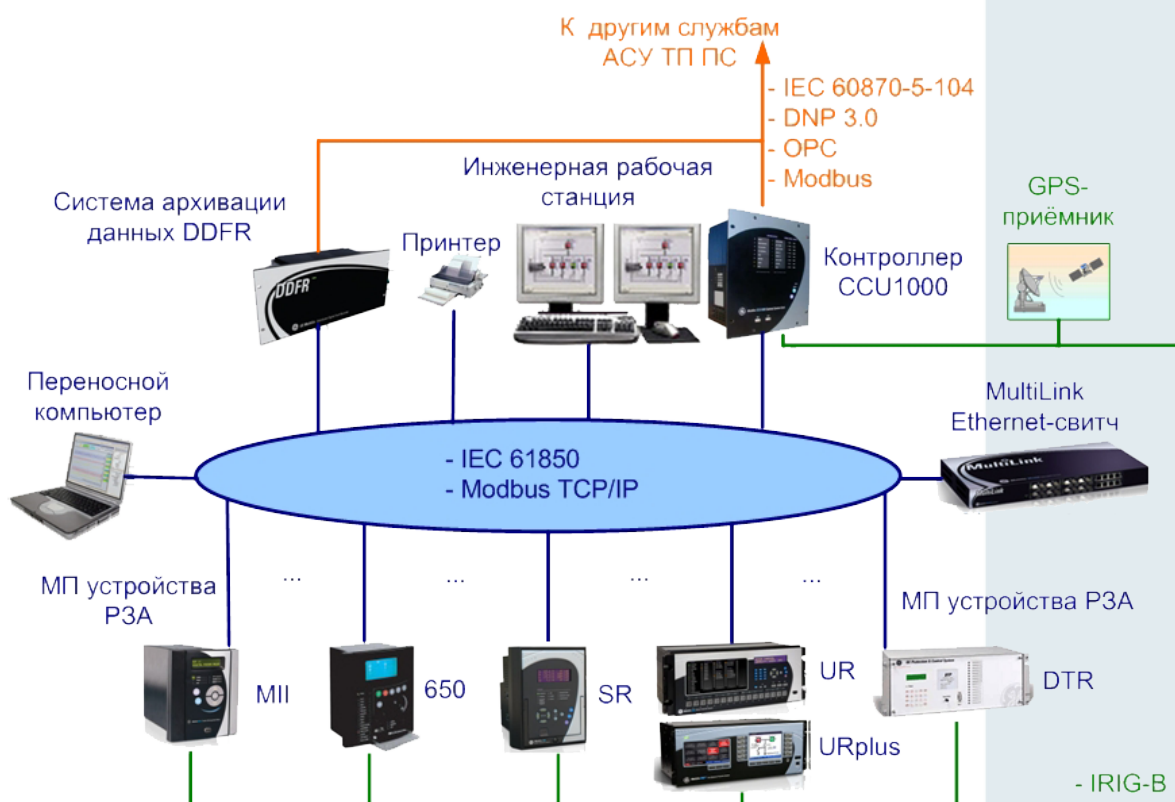 К другим службам
АСУ ТП ПС
- IEC 60870-5-104
- DNP 3.0
- OPC
- Modbus
Инженерная рабочая
станция
GPS-
приёмник
Система архивации
данных DDFR
Принтер
Контроллер
CCU1000
DDFR
Переносной
компьютер
MultiLink
Ethernet-свитч
MultiLink
- IEC 61850
- Modbus TCP/IP
...
...
...
...
МП устройства
РЗА
МП устройства РЗА
MII
650
SR
UR
DTR
URplus
- IRIG-B